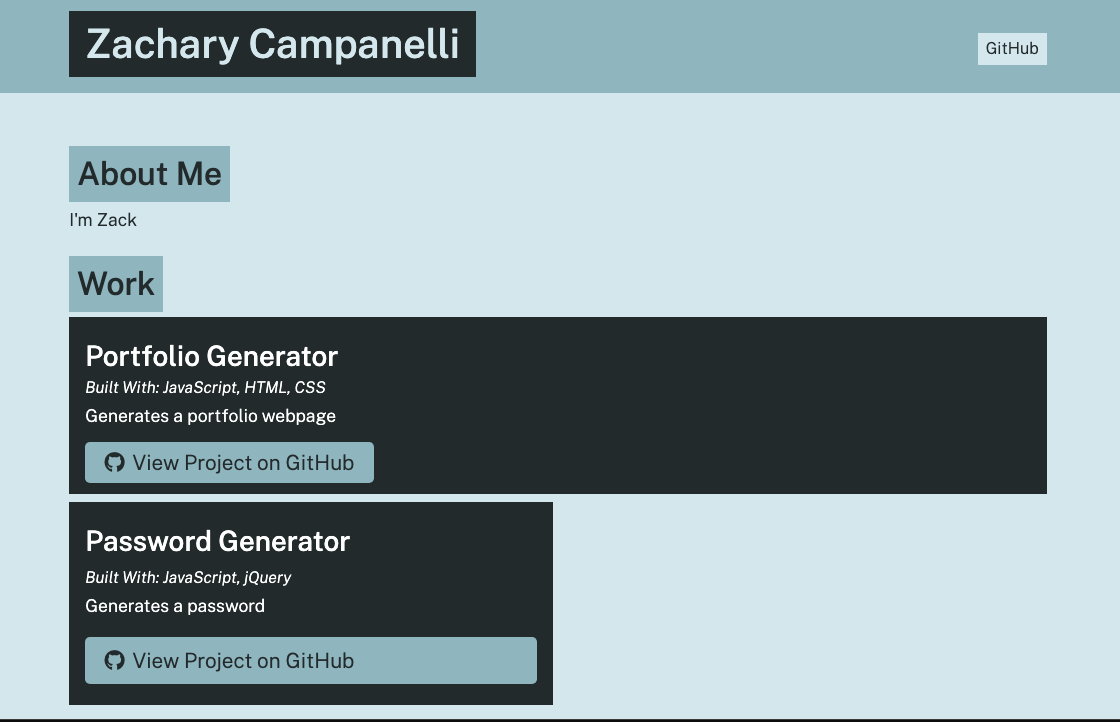 Zachary Campanelli
GitHub
About Me
I'm Zack
Work
Portfolio Generator
Built With: JavaScript, HTML, CSS
Generates a portfolio webpage
View Project on GitHub
Password Generator
Built With: JavaScript, jQuery
Generates a password
View Project on GitHub